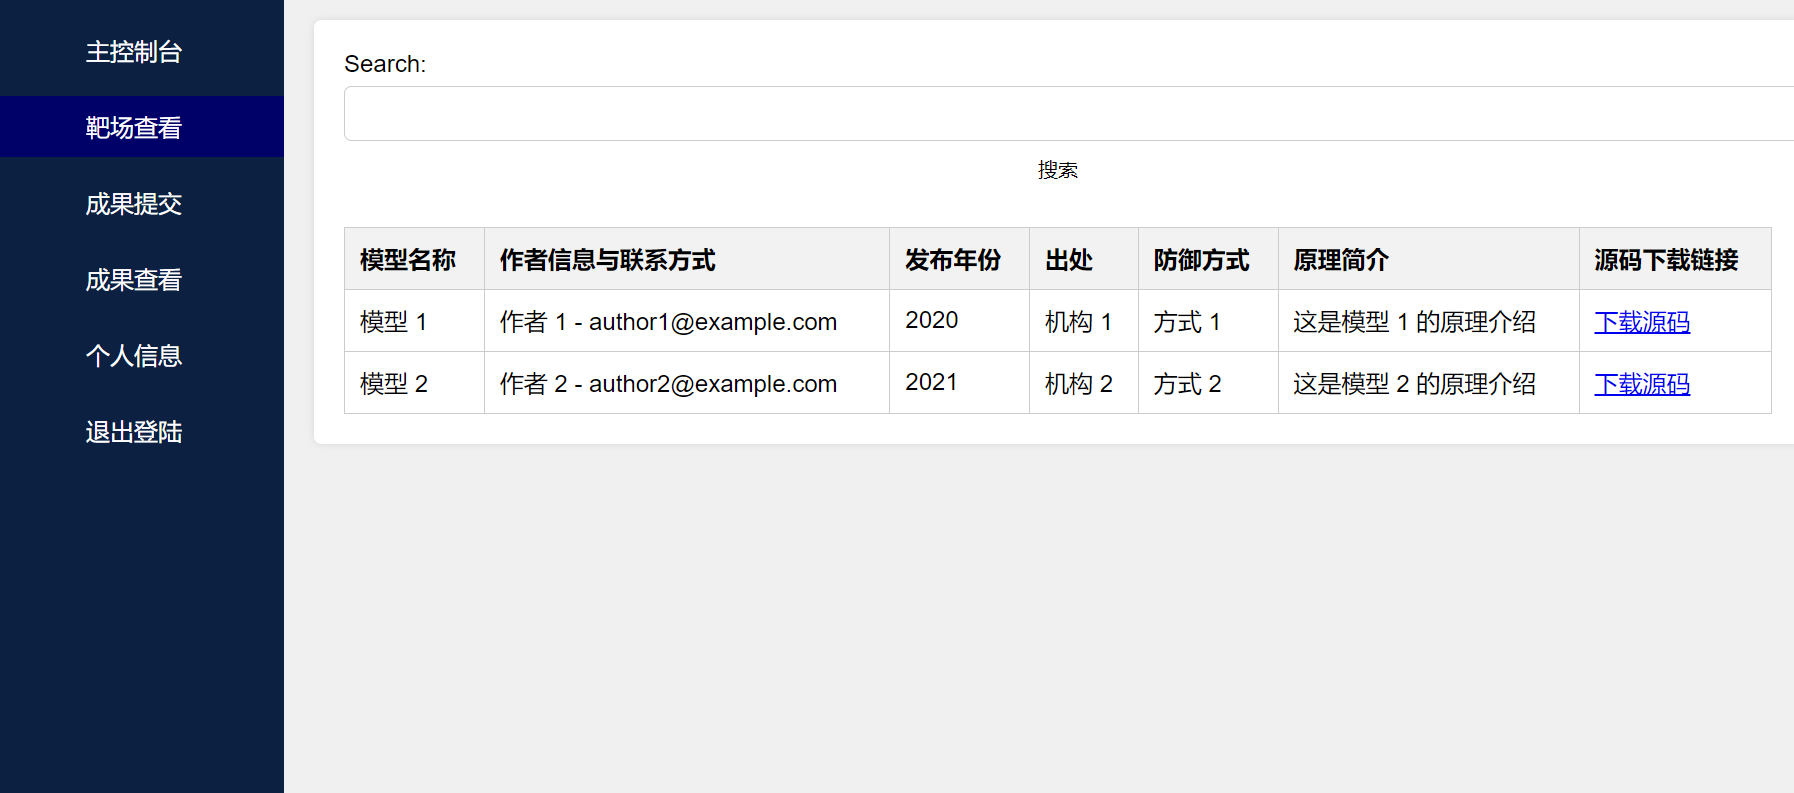 主控制台
靶场查看
成果提交
成果查看
个人信息
退出登陆
Search:
搜索
模型名称 作者信息与联系方式 发布年份 出处 防御方式 原理简介 源码下载链接
模型 1 作者 1 - author1@example.com 2020 机构 1 方式 1 这是模型 1 的原理介绍 下载源码
模型 2 作者 2 - author2@example.com 2021 机构 2 方式 2 这是模型 2 的原理介绍 下载源码